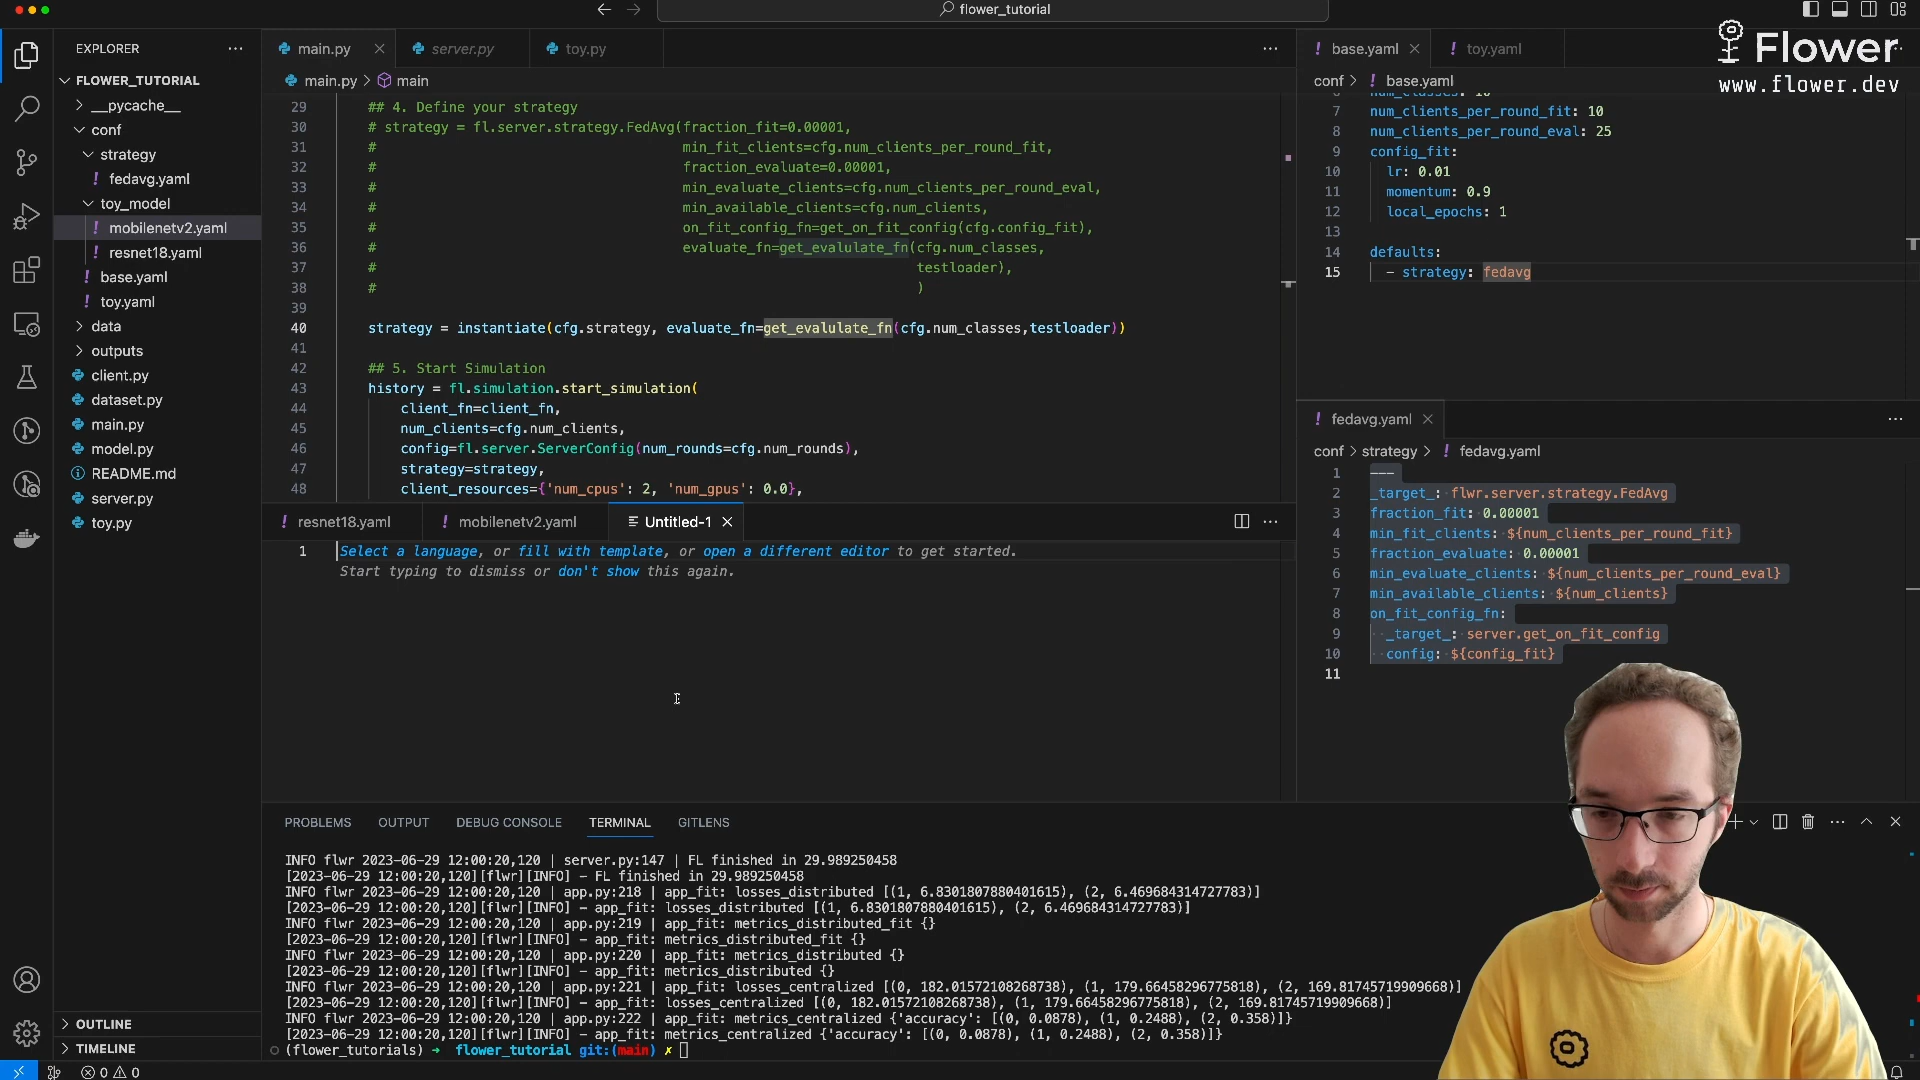 flower_tutorial
EXPLORER
FLOWER_TUTORIAL
__pycache__
conf
strategy
fedavg.yaml
toy_model
mobilenetv2.yaml
resnet18.yaml
base.yaml
toy.yaml
data
outputs
client.py
dataset.py
main.py
model.py
README.md
server.py
toy.py
OUTLINE
TIMELINE
0 0
main.py
server.py
toy.py
main.py > main
29 ## 4. Define your strategy
30 # strategy = fl.server.strategy.FedAvg(fraction_fit=0.00001,
31 # min_fit_clients=cfg.num_clients_per_round_fit,
32 # fraction_evaluate=0.00001,
33 # min_evaluate_clients=cfg.num_clients_per_round_eval,
34 # min_available_clients=cfg.num_clients,
35 # on_fit_config_fn=get_on_fit_config(cfg.config_fit),
36 # evaluate_fn=get_evalulate_fn(cfg.num_classes,
37 # testloader),
38 # )
39
40 strategy = instantiate(cfg.strategy, evaluate_fn=get_evalulate_fn(cfg.num_classes,testloader))
41
42 ## 5. Start Simulation
43 history = fl.simulation.start_simulation(
44 client_fn=client_fn,
45 num_clients=cfg.num_clients,
46 config=fl.server.ServerConfig(num_rounds=cfg.num_rounds),
47 strategy=strategy,
48 client_resources={'num_cpus': 2, 'num_gpus': 0.0},
! resnet18.yaml
! mobilenetv2.yaml
Untitled-1
1 Select a language, or fill with template, or open a different editor to get started.
Start typing to dismiss or don't show this again.
! base.yaml
! toy.yaml
Flower
www.flower.dev
conf > ! base.yaml
num_classes: 10
7 num_clients_per_round_fit: 10
8 num_clients_per_round_eval: 25
9 config_fit:
10 lr: 0.01
11 momentum: 0.9
12 local_epochs: 1
13
14 defaults:
15 - strategy: fedavg
! fedavg.yaml
conf > strategy > ! fedavg.yaml
1 ---
2 _target_: flwr.server.strategy.FedAvg
3 fraction_fit: 0.00001
4 min_fit_clients: ${num_clients_per_round_fit}
5 fraction_evaluate: 0.00001
6 min_evaluate_clients: ${num_clients_per_round_eval}
7 min_available_clients: ${num_clients}
8 on_fit_config_fn:
9 _target_: server.get_on_fit_config
10 config: ${config_fit}
11
PROBLEMS OUTPUT DEBUG CONSOLE TERMINAL GITLENS
INFO flwr 2023-06-29 12:00:20,120 | server.py:147 | FL finished in 29.989250458
[2023-06-29 12:00:20,120][flwr][INFO] - FL finished in 29.989250458
INFO flwr 2023-06-29 12:00:20,120 | app.py:218 | app_fit: losses_distributed [(1, 6.8301807880401615), (2, 6.469684314727783)]
[2023-06-29 12:00:20,120][flwr][INFO] - app_fit: losses_distributed [(1, 6.8301807880401615), (2, 6.469684314727783)]
INFO flwr 2023-06-29 12:00:20,120 | app.py:219 | app_fit: metrics_distributed_fit {}
[2023-06-29 12:00:20,120][flwr][INFO] - app_fit: metrics_distributed_fit {}
INFO flwr 2023-06-29 12:00:20,120 | app.py:220 | app_fit: metrics_distributed {}
[2023-06-29 12:00:20,120][flwr][INFO] - app_fit: metrics_distributed {}
INFO flwr 2023-06-29 12:00:20,120 | app.py:221 | app_fit: losses_centralized [(0, 182.01572108268738), (1, 179.66458296775818), (2, 169.81745719909668)]
[2023-06-29 12:00:20,120][flwr][INFO] - app_fit: losses_centralized [(0, 182.01572108268738), (1, 179.66458296775818), (2, 169.81745719909668)]
INFO flwr 2023-06-29 12:00:20,120 | app.py:222 | app_fit: metrics_centralized {'accuracy': [(0, 0.0878), (1, 0.2488), (2, 0.358)]}
[2023-06-29 12:00:20,120][flwr][INFO] - app_fit: metrics_centralized {'accuracy': [(0, 0.0878), (1, 0.2488), (2, 0.358)]}
(flower_tutorials) → flower_tutorial git:(main) ✗